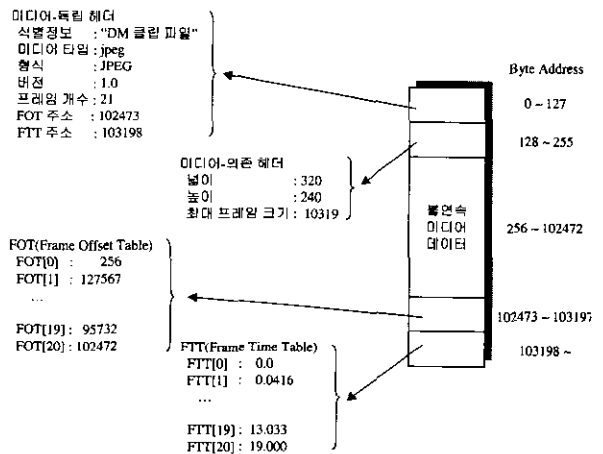 미디어-독립 헤더
식별정보 : "DM 클립 파일"
미디어 타입 : jpeg
형식 : JPEG
버전 : 1.0
프레임 개수 : 21
FOT 주소 : 102473
FTT 주소 : 103198
Byte Address
0 ~ 127
128 ~ 255
미디어-의존 헤더
넓이 : 320
높이 : 240
최대 프레임 크기 : 10319
불연속
미디어
데이터
256 ~ 102472
FOT(Frame Offset Table)
FOT[0] : 256
FOT[1] : 127567
...
FOT[19] : 95732
FOT[20] : 102472
102473 ~ 103197
103198 ~
FTT(Frame Time Table)
FTT[0] : 0.0
FTT[1] : 0.0416
...
FTT[19] : 13.033
FTT[20] : 19.000